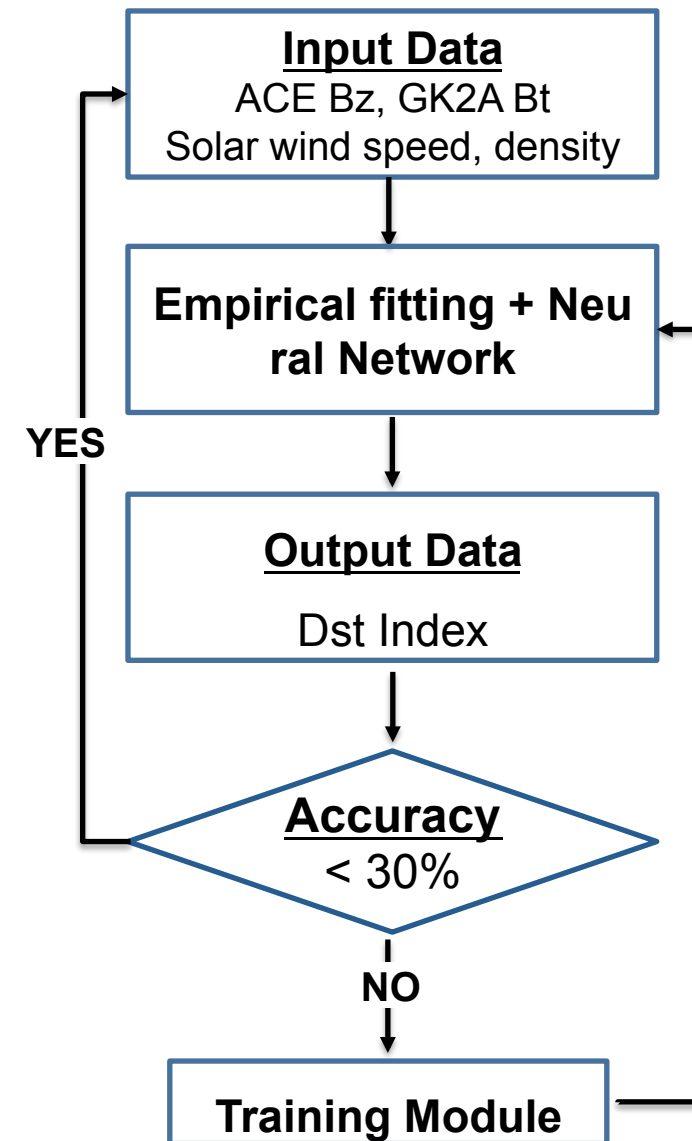 Input Data
ACE Bz, GK2A Bt
Solar wind speed, density
Empirical fitting + Neu
ral Network
YES
Output Data
Dst Index
Accuracy
< 30%
NO
Training Module